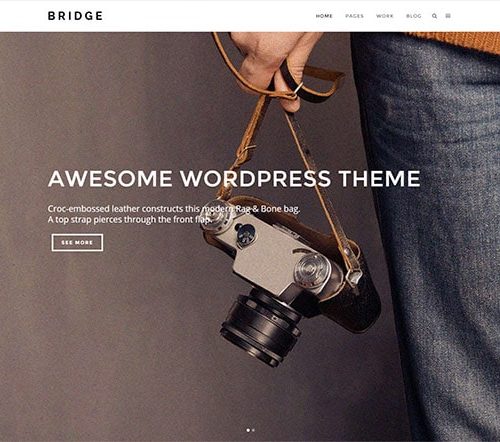 BRIDGE
HOME PAGES WORK BLOG
AWESOME WORDPRESS THEME
Croc-embossed leather constructs this modern Rag & Bone bag.
A top strap pierces through the front flap.
SEE MORE